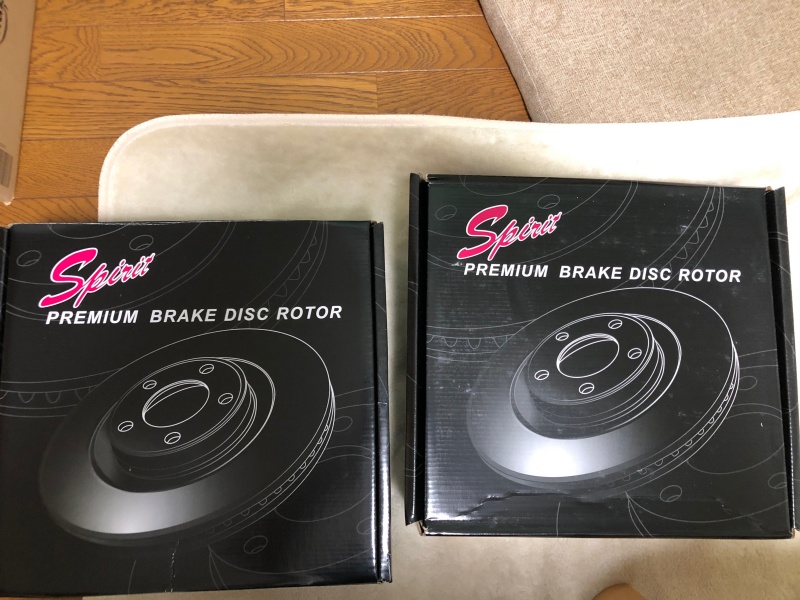 Spirit
PREMIUM BRAKE DISC ROTOR
Spirit
PREMIUM BRAKE DISC ROTOR